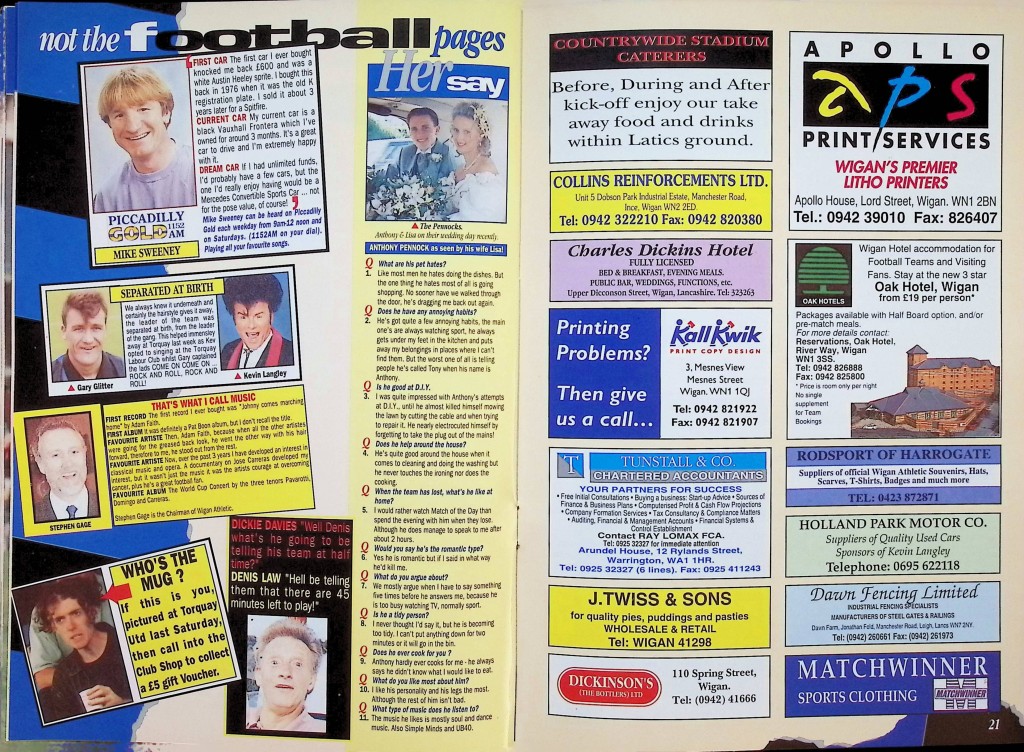 not the football pages
FIRST CAR The first car I ever bought
knocked me back £600 and was a
white Austin Heeley sprite. I bought this
back in 1976 when it was the old K
registration plate. I sold it about 3
years later for a Spitfire.
CURRENT CAR My current car is a
black Vauxhall Frontera which I've
owned for around 3 months. It's a great
car to drive and I'm extremely happy
with it.
DREAM CAR If I had unlimited funds,
I'd probably have a few cars, but the
one I'd really enjoy having would be a
Mercedes Convertible Sports Car ... not
for the pose value, of course!
Mike Sweeney can be heard on Piccadilly
Gold each weekday from 9am-12 noon and
on Saturdays. (1152AM on your dial).
Playing all your favourite songs.
PICCADILLY
GOLD 1152 AM
MIKE SWEENEY
SEPARATED AT BIRTH
We always knew it underneath and
certainly the hairstyle gives it away,
the leader of the team was
separated at birth, from the leader
of the gang. This helped immensely
away at Torquay last week as Kev
opted to singing at the Torquay
Labour Club whilst Gary captained
the lads COME ON COME ON –
ROCK AND ROLL, ROCK AND
ROLL!
▲ Gary Glitter
▲ Kevin Langley
THAT'S WHAT I CALL MUSIC
FIRST RECORD The first record I ever bought was "Johnny comes marching
home" by Adam Faith.
FIRST ALBUM It was definitely a Pat Boon album, but I don't recall the title.
FAVOURITE ARTISTE Then, Adam Faith, because when all the other artistes
were going for the greased back look, he went the other way with his hair
forward, therefore to me, he stood out from the rest.
FAVOURITE ARTISTE Now, over the past 3 years I have developed an interest in
classical music and opera. A documentary on Jose Carreras developed my
interest, but it wasn't just the music it was the artists courage at overcoming
cancer, plus he's a great football fan.
FAVOURITE ALBUM The World Cup Concert by the three tenors Pavarotti,
Domingo and Carreras.
Stephen Gage is the Chairman of Wigan Athletic.
STEPHEN GAGE
WHO'S THE
MUG ?
If this is you,
pictured at Torquay
Utd last Saturday,
then call into the
Club Shop to collect
a £5 gift Voucher.
DICKIE DAVIES "Well Denis
what's he going to be
telling his team at half
time?"
DENIS LAW "Hell be telling
them that there are 45
minutes left to play!"
Her say
▲ The Pennocks.
Anthony & Lisa on their wedding day recently
ANTHONY PENNOCK as seen by his wife Lisa!
Q What are his pet hates?
1. Like most men he hates doing the dishes. But
the one thing he hates most of all is going
shopping. No sooner have we walked through
the door, he's dragging me back out again.
Q Does he have any annoying habits?
2. He's got quite a few annoying habits, the main
one's are always watching sport, he always
gets under my feet in the kitchen and puts
away my belongings in places where I can't
find them. But the worst one of all is telling
people he's called Tony when his name is
Anthony.
Q Is he good at D.I.Y.
3. I was quite impressed with Anthony's attempts
at D.I.Y., until he almost killed himself mowing
the lawn by cutting the cable and when trying
to repair it. He nearly electrocuted himself by
forgetting to take the plug out of the mains!
Q Does he help around the house?
4. He's quite good around the house when it
comes to cleaning and doing the washing but
he never touches the ironing nor does the
cooking.
Q When the team has lost, what's he like at
home?
5. I would rather watch Match of the Day than
spend the evening with him when they lose.
Although he does manage to speak to me after
about 2 hours.
Q Would you say he's the romantic type?
6. Yes he is romantic but if I said in what way
he'd kill me.
Q What do you argue about?
7. We mostly argue when I have to say something
five times before he answers me, because he
is too busy watching TV, normally sport.
Q Is he a tidy person?
8. I never thought I'd say it, but he is becoming
too tidy. I can't put anything down for two
minutes or it will go in the bin.
Q Does he ever cook for you ?
9. Anthony hardly ever cooks for me - he always
says he didn't know what I would like to eat.
Q What do you like most about him?
10. I like his personality and his legs the most.
Although the rest of him isn't bad.
Q What type of music does he listen to?
11. The music he likes is mostly soul and dance
music. Also Simple Minds and UB40.
COUNTRYWIDE STADIUM
CATERERS
Before, During and After
kick-off enjoy our take
away food and drinks
within Latics ground.
COLLINS REINFORCEMENTS LTD.
Unit 5 Dobson Park Industrial Estate, Manchester Road,
Ince, Wigan WN2 2ED.
Tel: 0942 322210 Fax: 0942 820380
Charles Dickins Hotel
FULLY LICENSED
BED & BREAKFAST, EVENING MEALS.
PUBLIC BAR, WEDDINGS, FUNCTIONS, etc.
Upper Dicconson Street, Wigan, Lancashire. Tel: 323263
Printing
Problems?
Then give
us a call...
KallKwik
PRINT COPY DESIGN
3, Mesnes View
Mesnes Street
Wigan. WN1 1QJ
Tel: 0942 821922
Fax: 0942 821907
T TUNSTALL & CO.
CHARTERED ACCOUNTANTS
YOUR PARTNERS FOR SUCCESS
• Free Initial Consultations • Buying a business: Start-up Advice • Sources of
Finance & Business Plans • Computerised Profit & Cash Flow Projections
• Company Formation Services • Tax Consultancy & Compliance Matters
• Auditing, Financial & Management Accounts • Financial Systems &
Control Establishment
Contact RAY LOMAX FCA.
Tel: 0925 32327 for immediate attention
Arundel House, 12 Rylands Street,
Warrington, WA1 1HR.
Tel: 0925 32327 (6 lines). Fax: 0925 411243
J.TWISS & SONS
for quality pies, puddings and pasties
WHOLESALE & RETAIL
Tel: WIGAN 41298
DICKINSON'S
(THE BOTTLERS) LTD
110 Spring Street,
Wigan.
Tel: (0942) 41666
APOLLO
aps
PRINT/SERVICES
WIGAN'S PREMIER
LITHO PRINTERS
Apollo House, Lord Street, Wigan. WN1 2BN
Tel.: 0942 39010 Fax: 826407
OAK HOTELS
Wigan Hotel accommodation for
Football Teams and Visiting
Fans. Stay at the new 3 star
Oak Hotel, Wigan
from £19 per person*
Packages available with Half Board option. and/or
pre-match meals.
For more details contact:
Reservations, Oak Hotel,
River Way, Wigan
WN1 3SS.
Tel: 0942 826888
Fax: 0942 825800
* Price is room only per night
No single
supplement
for Team
Bookings
RODSPORT OF HARROGATE
Suppliers of official Wigan Athletic Souvenirs, Hats,
Scarves, T-Shirts, Badges and much more
TEL: 0423 872871
HOLLAND PARK MOTOR CO.
Suppliers of Quality Used Cars
Sponsors of Kevin Langley
Telephone: 0695 622118
Dawn Fencing Limited
INDUSTRIAL FENCING SPECIALISTS
MANUFACTURERS OF STEEL GATES & RAILINGS
Dawn Farm, Jonathan Fold, Manchester Road, Leigh, Lancs WN7 2NY.
Tel: (0942) 260661 Fax: (0942) 261973
MATCHWINNER
SPORTS CLOTHING
MATCHWINNER
21